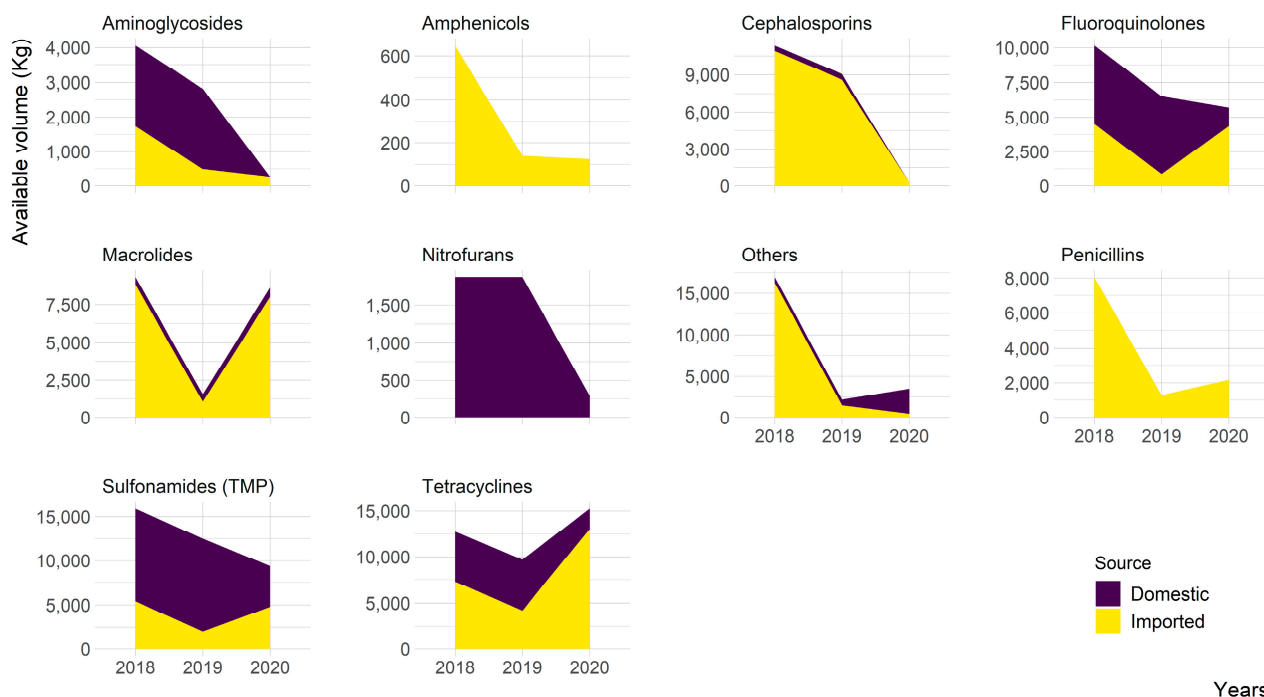 Available volume (Kg)
Aminoglycosides
4,000
3,000
2,000
1,000
0
Amphenicols
600
400
200
0
Cephalosporins
9,000
6,000
3,000
0
Fluoroquinolones
10,000
7,500
5,000
2,500
0
Macrolides
7,500
5,000
2,500
0
Nitrofurans
1,500
1,000
500
0
Others
15,000
10,000
5,000
0
2018 2019 2020
Penicillins
8,000
6,000
4,000
2,000
0
2018 2019 2020
Sulfonamides (TMP)
15,000
10,000
5,000
0
2018 2019 2020
Tetracyclines
15,000
10,000
5,000
0
2018 2019 2020
Source
Domestic
Imported
Years